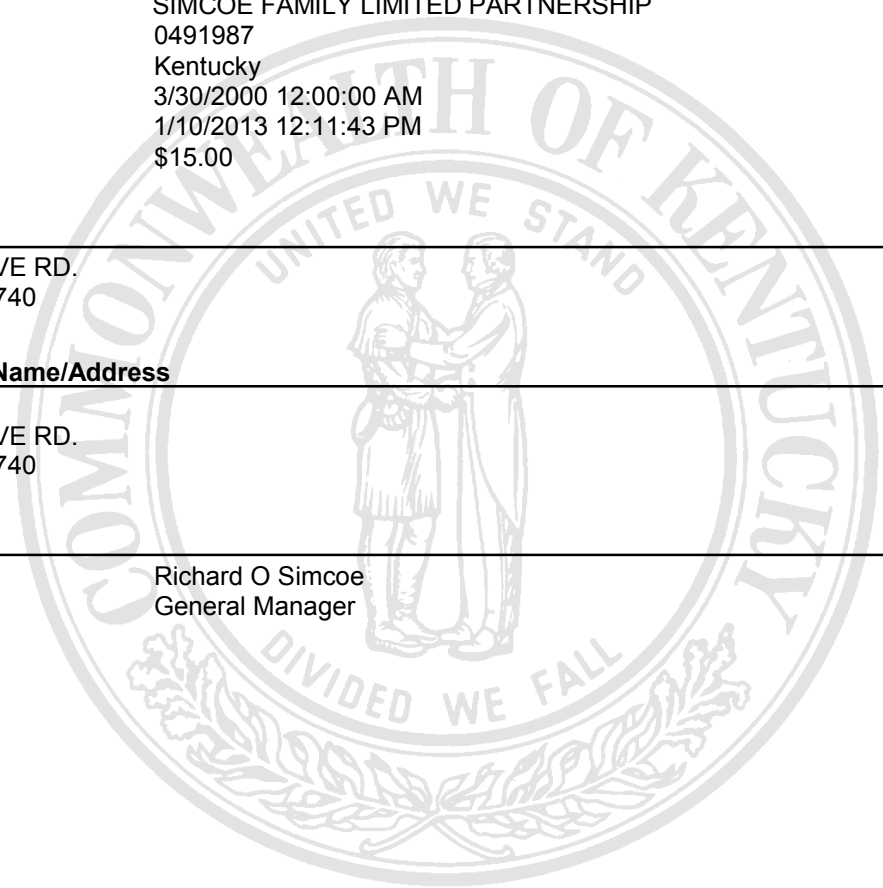 SIMCOE FAMILY LIMITED PARTNERSHIP
0491987
Kentucky
3/30/2000 12:00:00 AM
1/10/2013 12:11:43 PM
$15.00
COMMONWEALTH OF KENTUCKY
UNITED WE STAND
VE RD.
740
Name/Address
VE RD.
740
Richard O Simcoe
General Manager
DIVIDED WE FALL